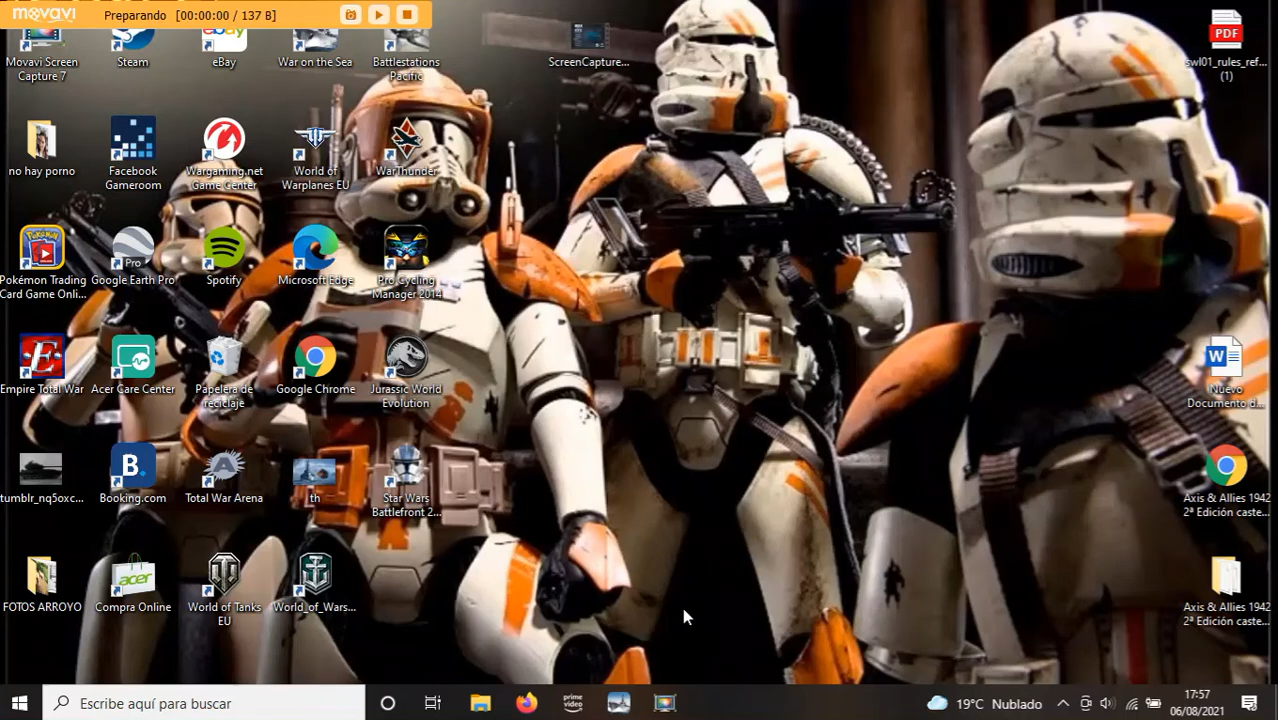 movavi Preparando [00:00:00 / 137 B]
Movavi Screen
Capture 7
Steam
eBay
War on the Sea
Battlestations
Pacific
ScreenCapture...
PDF
swl01_rules_ref...
(1)
no hay porno
Facebook
Gameroom
Wargaming.net
Game Center
World of
Warplanes EU
WarThunder
Pokémon Trading
Card Game Onli...
Pro
Google Earth Pro
Spotify
Microsoft Edge
Pro Cycling
Manager 2014
Empire Total War
Acer Care Center
Papelera de
reciclaje
Google Chrome
Jurassic World
Evolution
Nuevo
Documento d...
tumblr_nq5oxc...
B.
Booking.com
Total War Arena
th
Star Wars
Battlefront 2...
Axis & Allies 1942
2ª Edición caste...
FOTOS ARROYO
acer
Compra Online
World of Tanks
EU
World_of_Wars...
Axis & Allies 1942
2ª Edición caste...
Escribe aquí para buscar
prime
video
19°C Nublado
17:57
06/08/2021